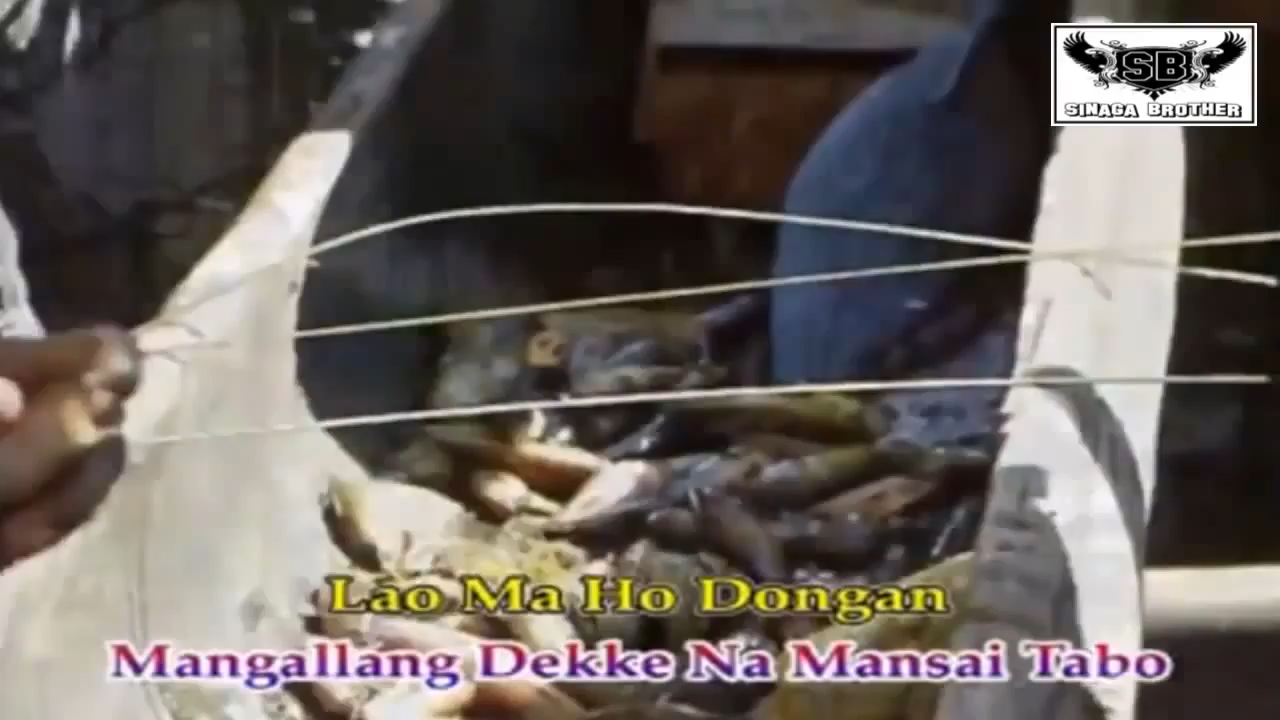 SB
SINAGA BROTHER
Lao Ma Ho Dongan
Mangallang Dekke Na Mansai Tabo